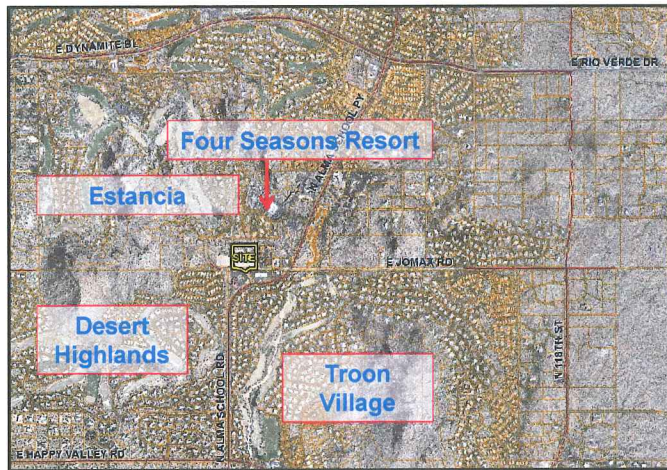 E DYNAMITE BL
E RIO VERDE DR
N ALMA SCHOOL PY
Four Seasons Resort
Estancia
SITE
E JOMAX RD
Desert
Highlands
Troon
Village
N 118TH ST
N ALMA SCHOOL RD
E HAPPY VALLEY RD